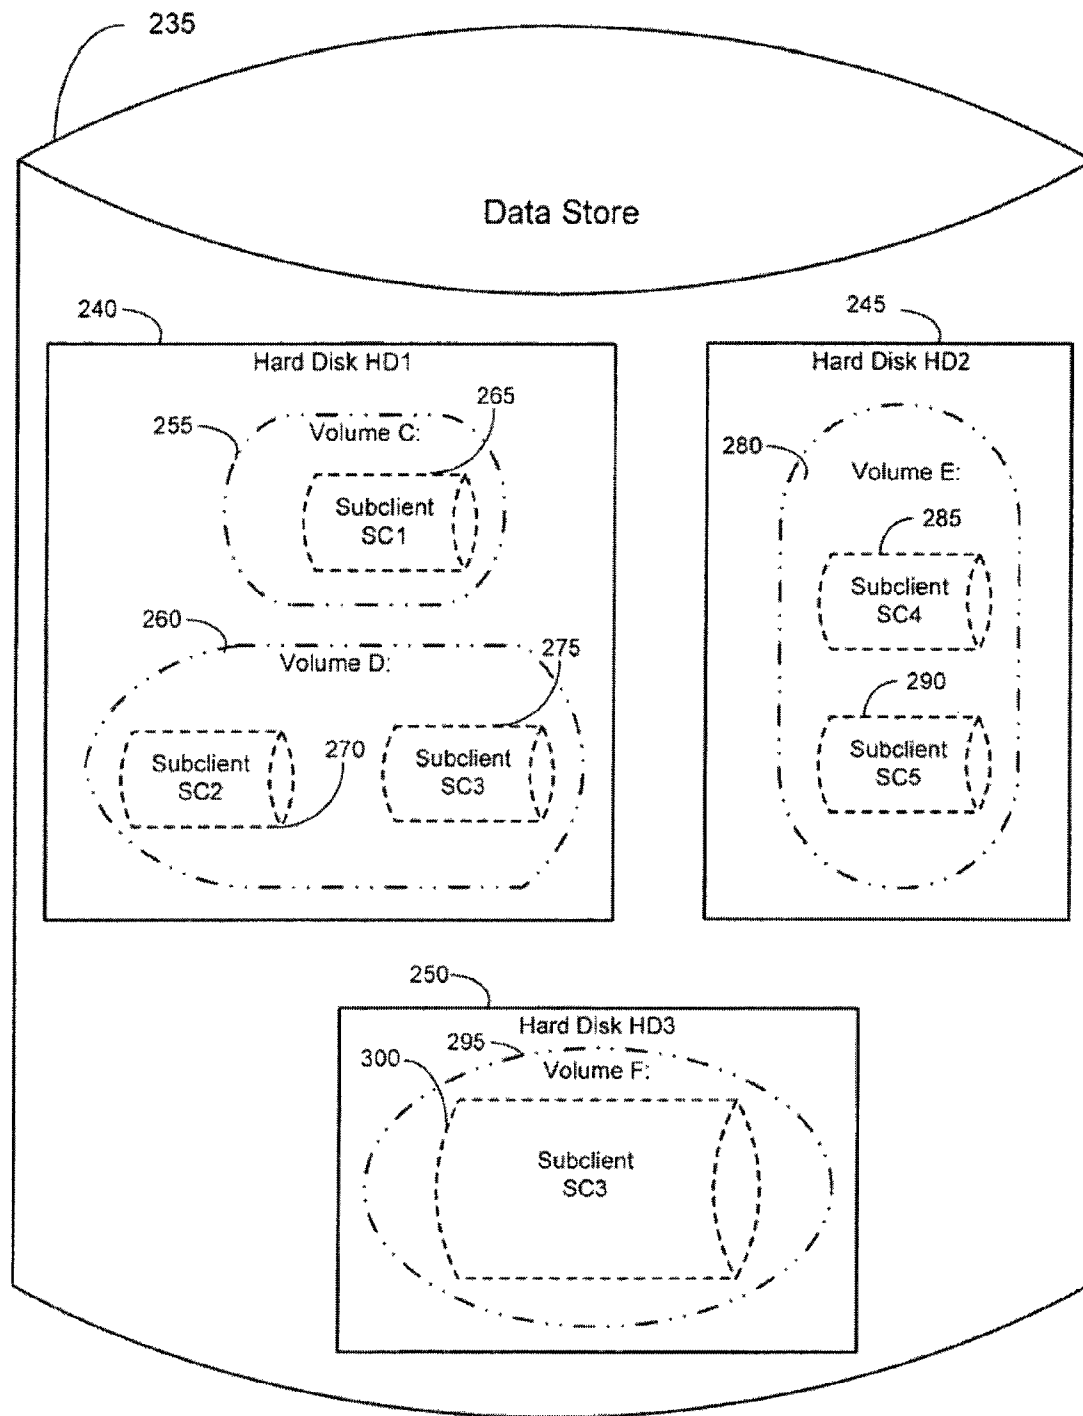 235
Data Store
240
245
Hard Disk HD1
Hard Disk HD2
265
255
Volume C:
Subclient
SC1
280
Volume E:
285
Subclient
SC4
260
Volume D:
275
290
Subclient
SC2
270
Subclient
SC3
Subclient
SC5
250
Hard Disk HD3
295
300
Volume F:
Subclient
SC3